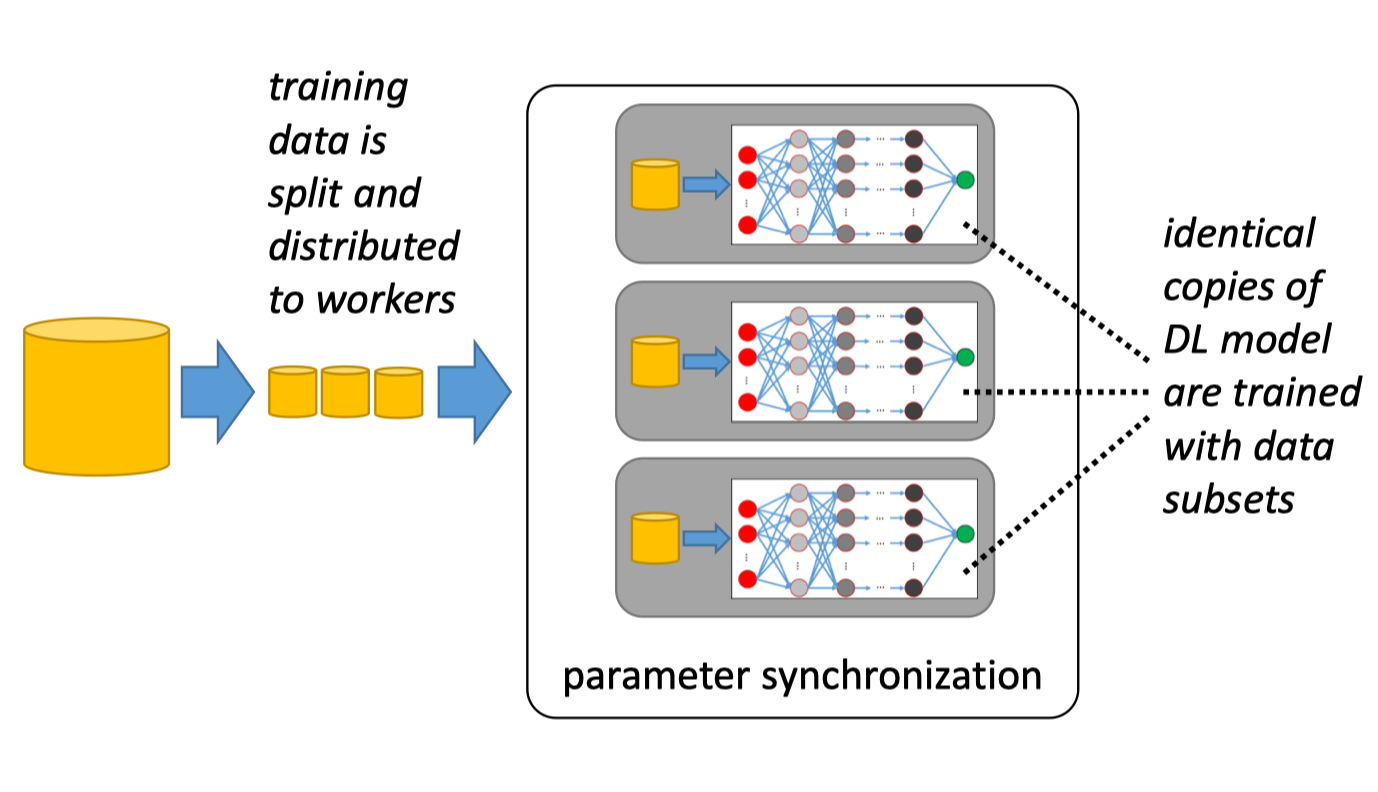 training
data is
split and
distributed
to workers
identical
copies of
DL model
are trained
with data
subsets
parameter synchronization